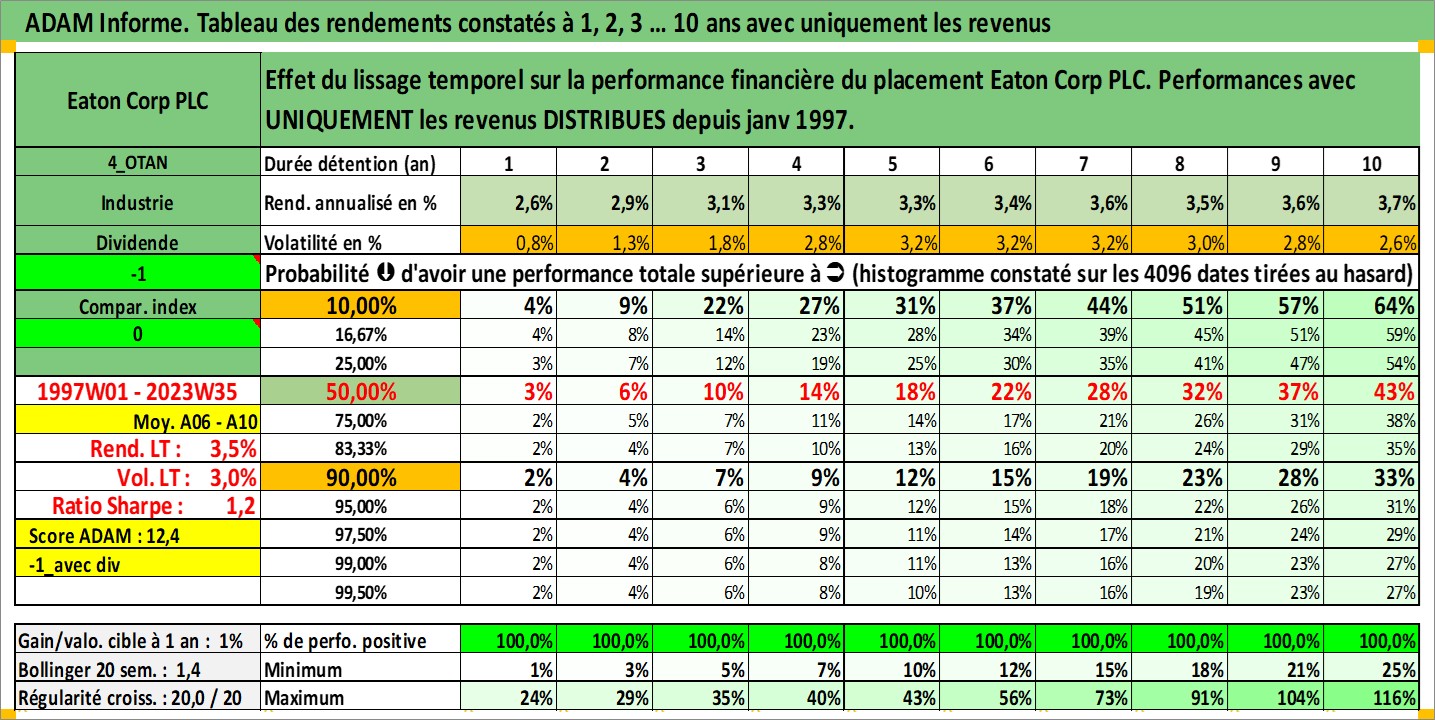 ADAM Informe. Tableau des rendements constatés à 1, 2, 3 ... 10 ans avec uniquement les revenus
Eaton Corp PLC
Effet du lissage temporel sur la performance financière du placement Eaton Corp PLC. Performances avec
UNIQUEMENT les revenus DISTRIBUES depuis janv 1997.
4_OTAN Durée détention (an) 1 2 3 4 5 6 7 8 9 10
Industrie Rend. annualisé en % 2,6% 2,9% 3,1% 3,3% 3,3% 3,4% 3,6% 3,5% 3,6% 3,7%
Dividende Volatilité en % 0,8% 1,3% 1,8% 2,8% 3,2% 3,2% 3,2% 3,0% 2,8% 2,6%
-1 Probabilité d'avoir une performance totale supérieure à (histogramme constaté sur les 4096 dates tirées au hasard)
Compar. index 10,00% 4% 9% 22% 27% 31% 37% 44% 51% 57% 64%
0 16,67% 4% 8% 14% 23% 28% 34% 39% 45% 51% 59%
25,00% 3% 7% 12% 19% 25% 30% 35% 41% 47% 54%
1997W01 - 2023W35 50,00% 3% 6% 10% 14% 18% 22% 28% 32% 37% 43%
Moy. A06 - A10 75,00% 2% 5% 7% 11% 14% 17% 21% 26% 31% 38%
Rend. LT : 3,5% 83,33% 2% 4% 7% 10% 13% 16% 20% 24% 29% 35%
Vol. LT : 3,0% 90,00% 2% 4% 7% 9% 12% 15% 19% 23% 28% 33%
Ratio Sharpe : 1,2 95,00% 2% 4% 6% 9% 12% 15% 18% 22% 26% 31%
Score ADAM : 12,4 97,50% 2% 4% 6% 9% 11% 14% 17% 21% 24% 29%
-1_avec div 99,00% 2% 4% 6% 8% 11% 13% 16% 20% 23% 27%
99,50% 2% 4% 6% 8% 10% 13% 16% 19% 23% 27%
Gain/valo. cible à 1 an : 1% % de perfo. positive 100,0% 100,0% 100,0% 100,0% 100,0% 100,0% 100,0% 100,0% 100,0% 100,0%
Bollinger 20 sem. : 1,4 Minimum 1% 3% 5% 7% 10% 12% 15% 18% 21% 25%
Régularité croiss. : 20,0 / 20 Maximum 24% 29% 35% 40% 43% 56% 73% 91% 104% 116%